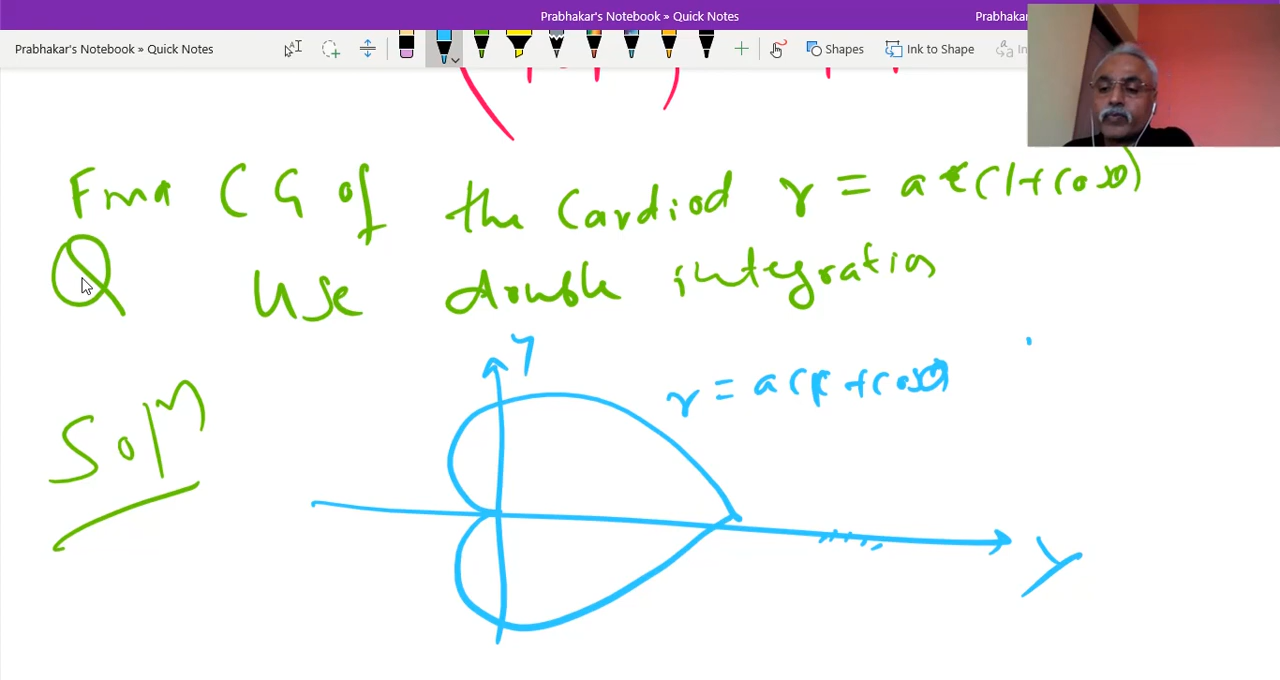 Prabhakar's Notebook » Quick Notes
Prabhakar's Notebook » Quick Notes
Ink to Shape
Shapes
Find CG of the Cardiod r = a(1+cosθ)
Q Use double integration
Soln
y
r = a(1+cosθ)